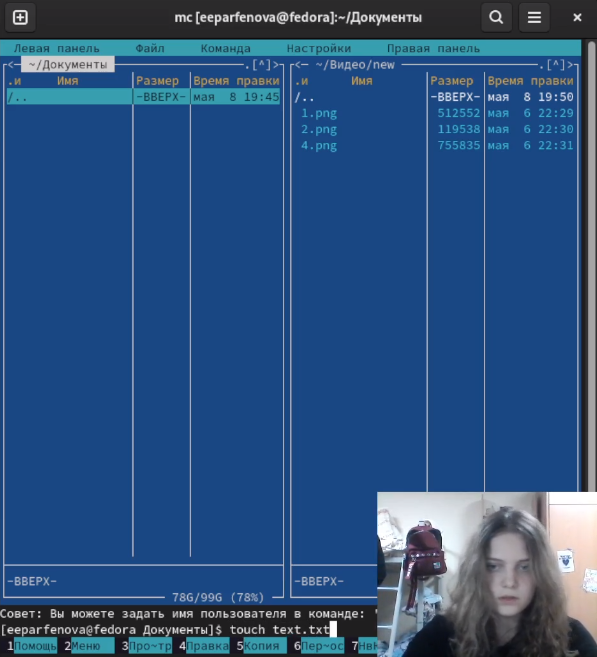 mc [eeparfenova@fedora]:~/Документы
Левая панель Файл Команда Настройки Правая панель
<─ ~/Документы .[^]>
<─ ~/Видео/new .[^]>
.и Имя Размер Время правки
.и Имя Размер Время правки
/.. -ВВЕРХ- мая 8 19:45
/.. -ВВЕРХ- мая 8 19:50
1.png 512552 мая 6 22:29
2.png 119538 мая 6 22:30
4.png 755835 мая 6 22:31
-ВВЕРХ-
-ВВЕРХ-
78G/99G (78%)
Совет: Вы можете задать имя пользователя в команде:
[eeparfenova@fedora Документы]$ touch text.txt
1Помощь 2Меню 3Про~тр 4Правка 5Копия 6Пер~ос